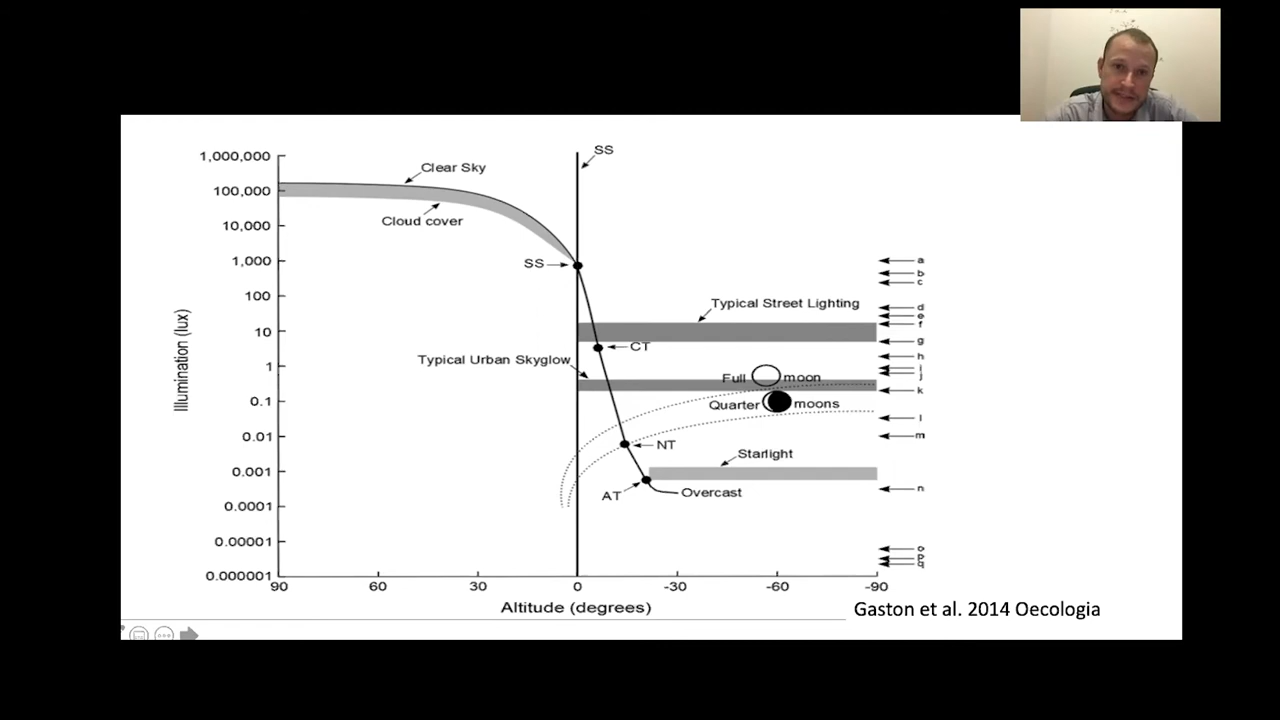 SS
1,000,000
Clear Sky
100,000
Cloud cover
10,000
SS
1,000
a
b
c
100
Typical Street Lighting
d
e
f
10
g
CT
Typical Urban Skyglow
h
1
i
j
Full moon
k
0.1
Quarter moons
l
0.01
m
NT
Starlight
0.001
n
AT
Overcast
0.0001
0.00001
o
p
q
0.000001
90 60 30 0 -30 -60 -90
Illumination (lux)
Altitude (degrees)
Gaston et al. 2014 Oecologia